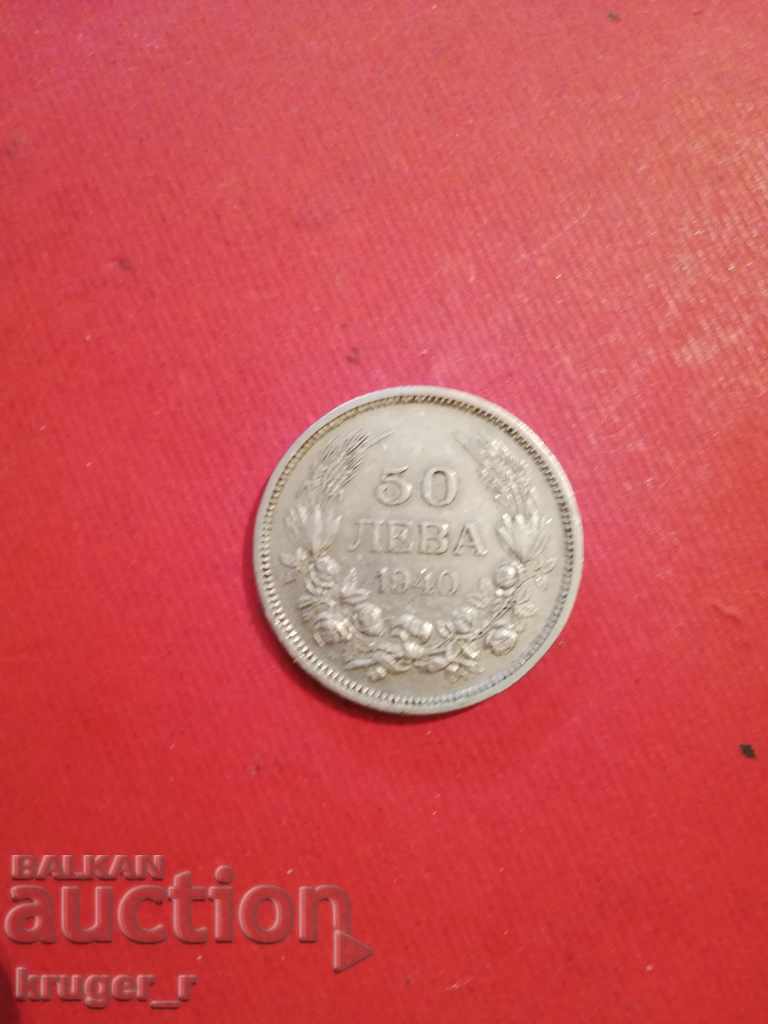 50
ЛЕВА
1940
BALKAN
auction
kruger_r